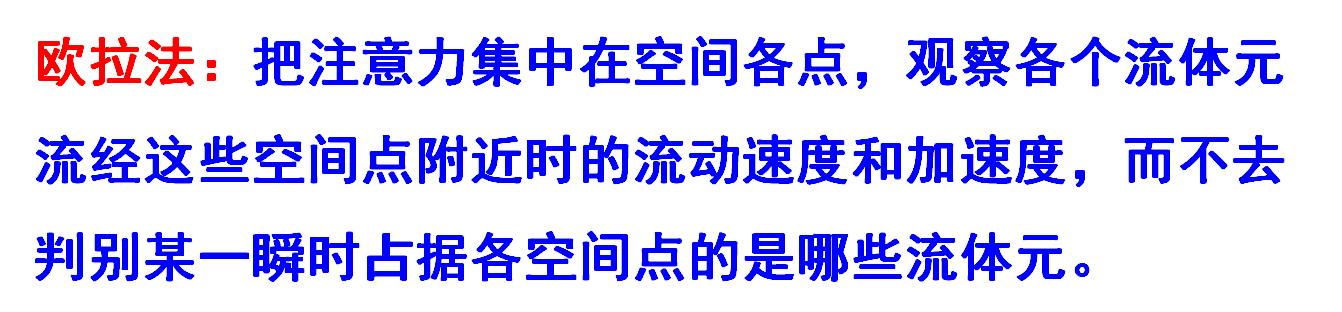 欧拉法：把注意力集中在空间各点，观察各个流体元
流经这些空间点附近时的流动速度和加速度，而不去
判别某一瞬时占据各空间点的是哪些流体元。